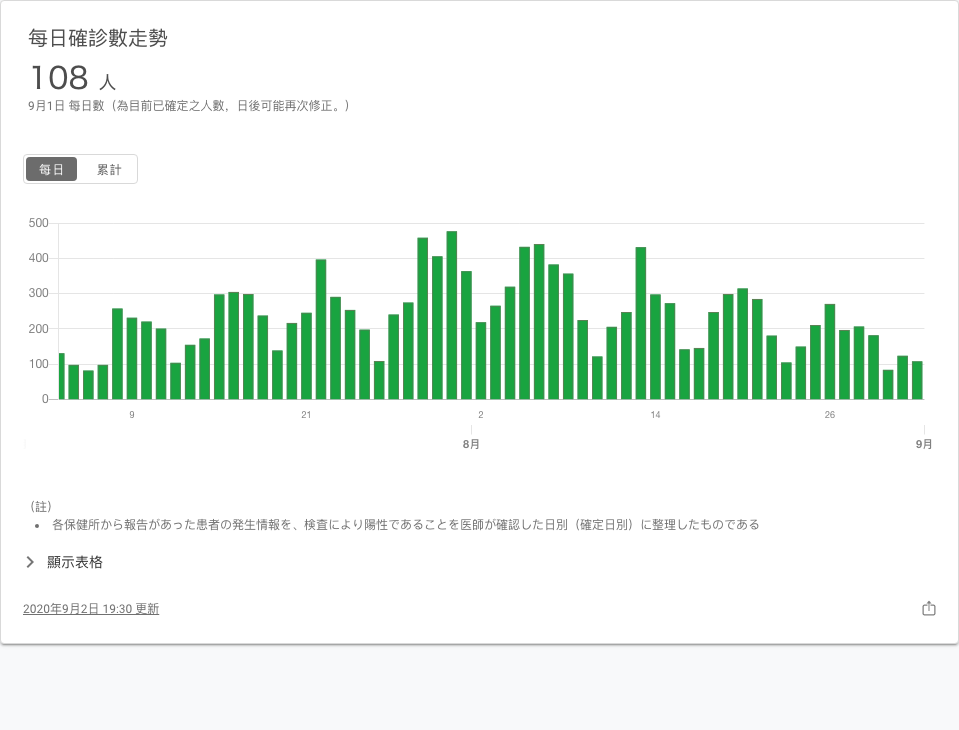 每日確診數走勢
108 人
9月1日 每日數（為目前已確定之人數，日後可能再次修正。）
每日 累計
500
400
300
200
100
0
9 21 2 14 26
8月 9月
（註）
• 各保健所から報告があった患者の発生情報を、検査により陽性であることを医師が確認した日別（確定日別）に整理したものである
顯示表格
2020年9月2日 19:30 更新